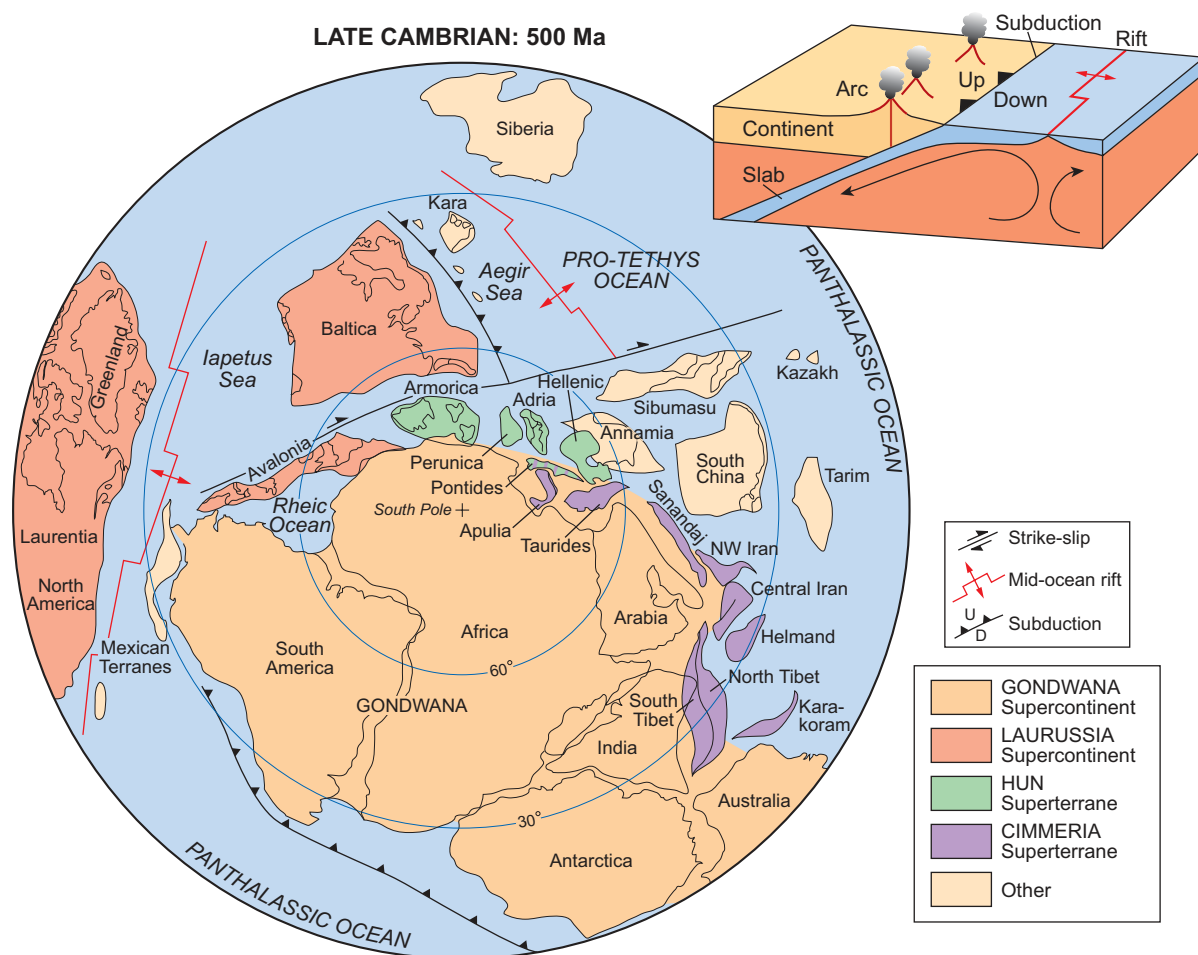 LATE CAMBRIAN: 500 Ma
Subduction
Rift
Up
Arc
Down
Continent
Slab
Siberia
Kara
Aegir
Sea
PRO-TETHYS
OCEAN
PANTHALASSIC OCEAN
Baltica
Greenland
Iapetus
Sea
Armorica
Hellenic
Adria
Kazakh
Sibumasu
Avalonia
Annamia
Perunica
South
China
Tarim
Pontides
Rheic
Ocean
South Pole
Apulia
Sanandaj
Taurides
Laurentia
NW Iran
North
America
Central Iran
Arabia
Africa
Helmand
Mexican
Terranes
South
America
60°
North Tibet
GONDWANA
South
Tibet
Kara-
koram
India
Australia
30°
Antarctica
PANTHALASSIC OCEAN
Strike-slip
Mid-ocean rift
U
D
Subduction
GONDWANA
Supercontinent
LAURUSSIA
Supercontinent
HUN
Superterrane
CIMMERIA
Superterrane
Other